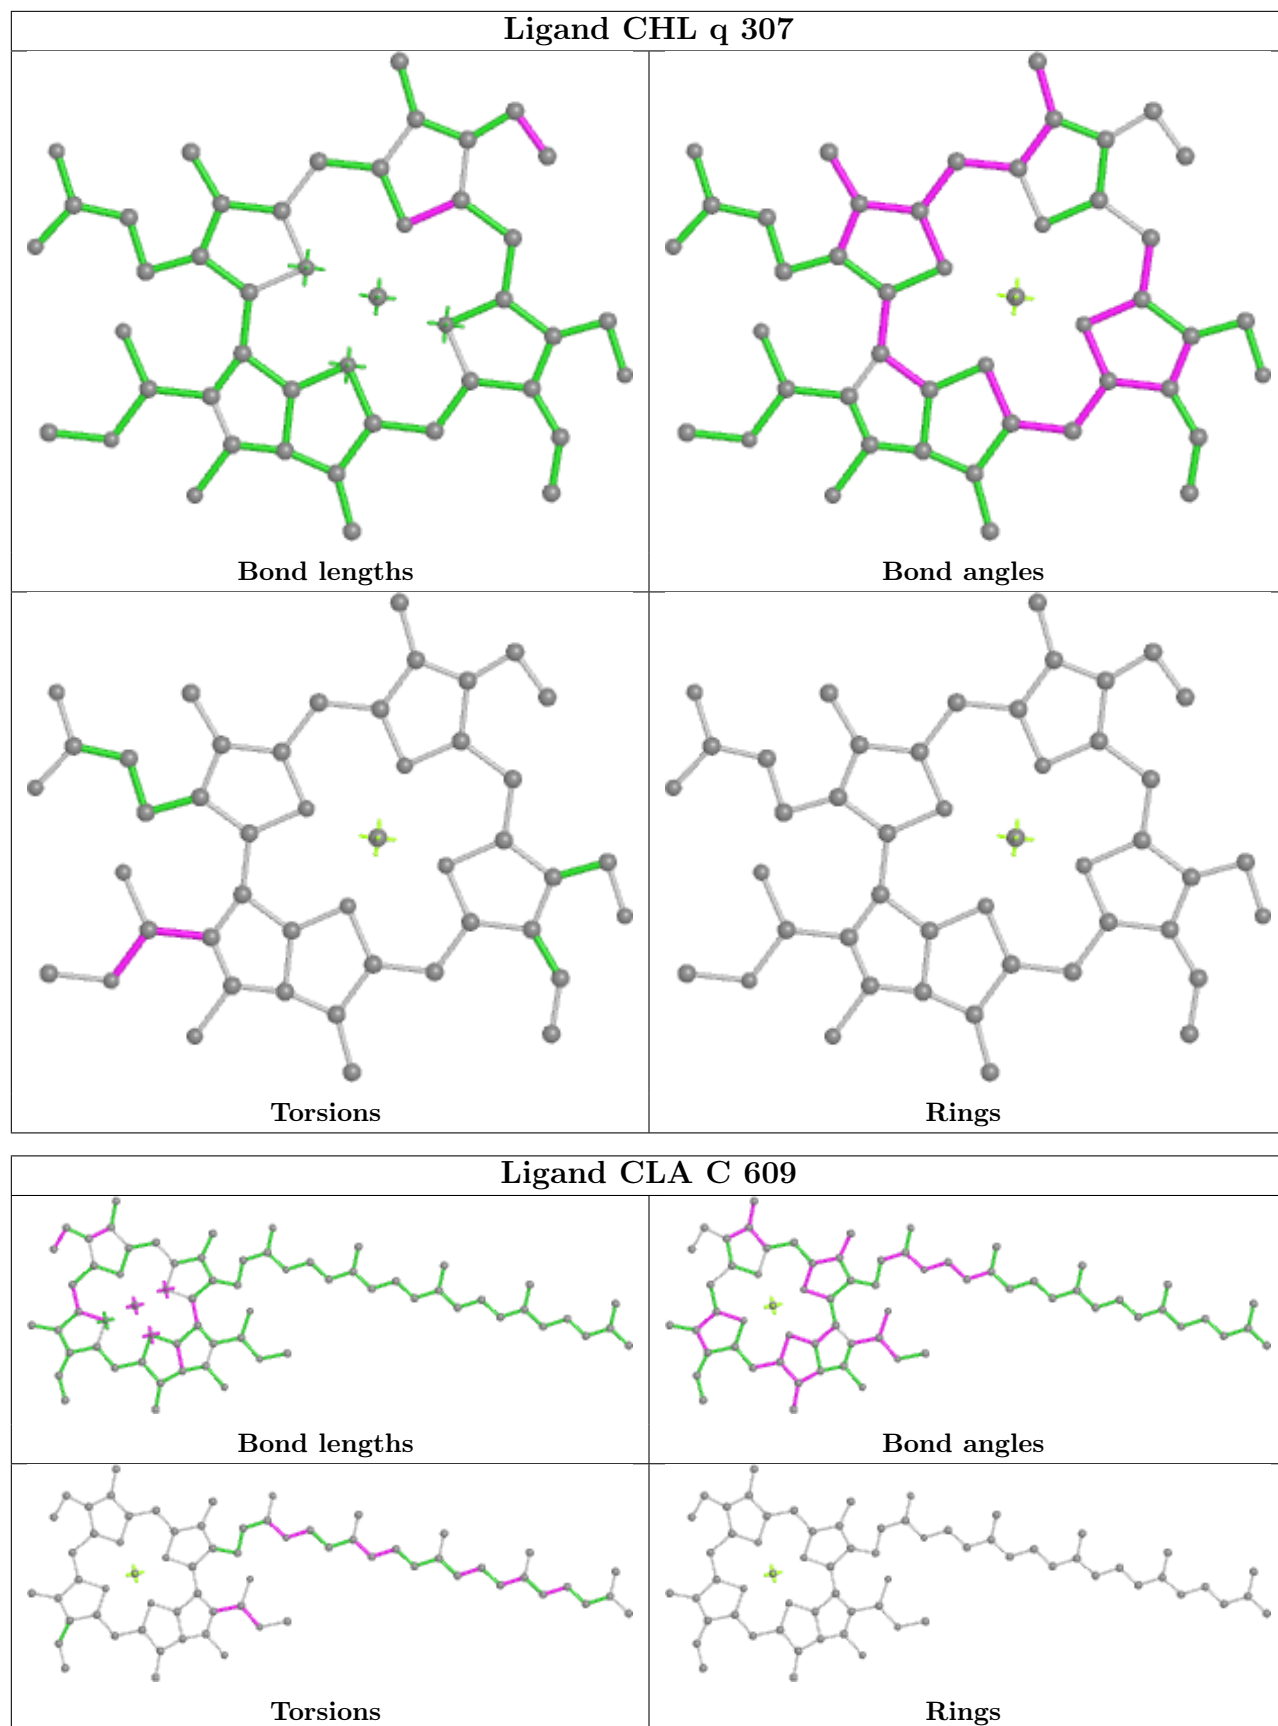 Ligand CHL q 307
Bond lengths
Bond angles
Torsions
Rings
Ligand CLA C 609
Bond lengths
Bond angles
Torsions
Rings